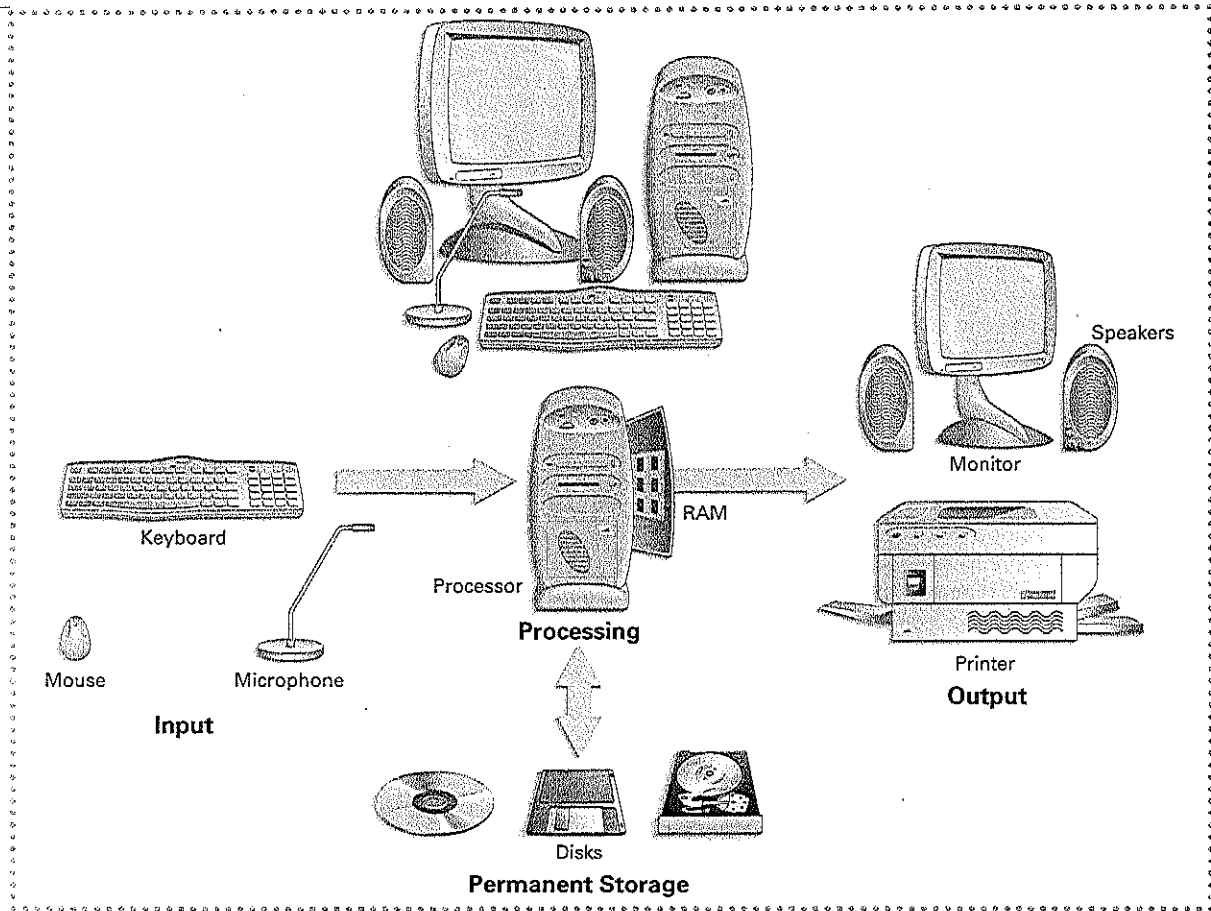 Speakers
Monitor
Keyboard
RAM
Processor
Processing
Mouse
Microphone
Input
Printer
Output
Disks
Permanent Storage